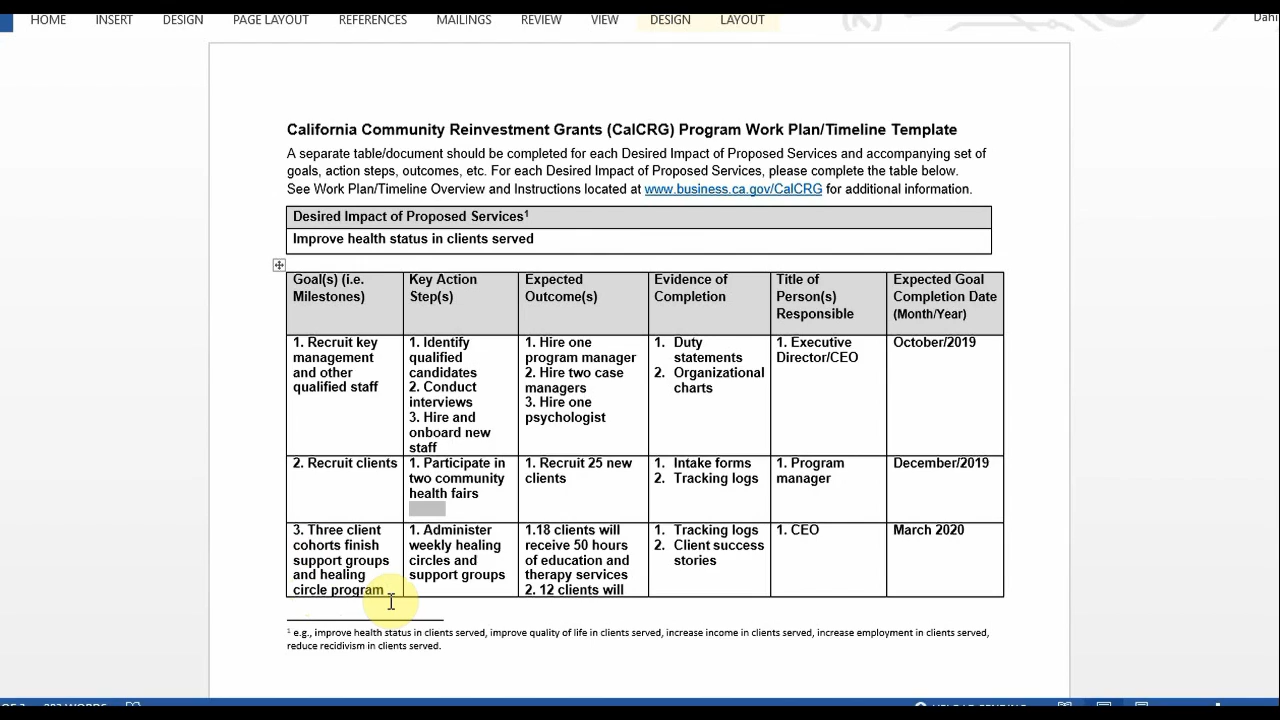 HOME INSERT DESIGN PAGE LAYOUT REFERENCES MAILINGS REVIEW VIEW DESIGN LAYOUT Dahi
California Community Reinvestment Grants (CalCRG) Program Work Plan/Timeline Template
A separate table/document should be completed for each Desired Impact of Proposed Services and accompanying set of
goals, action steps, outcomes, etc. For each Desired Impact of Proposed Services, please complete the table below.
See Work Plan/Timeline Overview and Instructions located at www.business.ca.gov/CalCRG for additional information.
Desired Impact of Proposed Services1
Improve health status in clients served
Goal(s) (i.e.
Milestones)
Key Action
Step(s)
Expected
Outcome(s)
Evidence of
Completion
Title of
Person(s)
Responsible
Expected Goal
Completion Date
(Month/Year)
1. Recruit key
management
and other
qualified staff
1. Identify
qualified
candidates
2. Conduct
interviews
3. Hire and
onboard new
staff
1. Hire one
program manager
2. Hire two case
managers
3. Hire one
psychologist
1. Duty
statements
2. Organizational
charts
1. Executive
Director/CEO
October/2019
2. Recruit clients
1. Participate in
two community
health fairs
1. Recruit 25 new
clients
1. Intake forms
2. Tracking logs
1. Program
manager
December/2019
3. Three client
cohorts finish
support groups
and healing
circle program
1. Administer
weekly healing
circles and
support groups
1.18 clients will
receive 50 hours
of education and
therapy services
2. 12 clients will
1. Tracking logs
2. Client success
stories
1. CEO
March 2020
1 e.g., improve health status in clients served, improve quality of life in clients served, increase income in clients served, increase employment in clients served,
reduce recidivism in clients served.